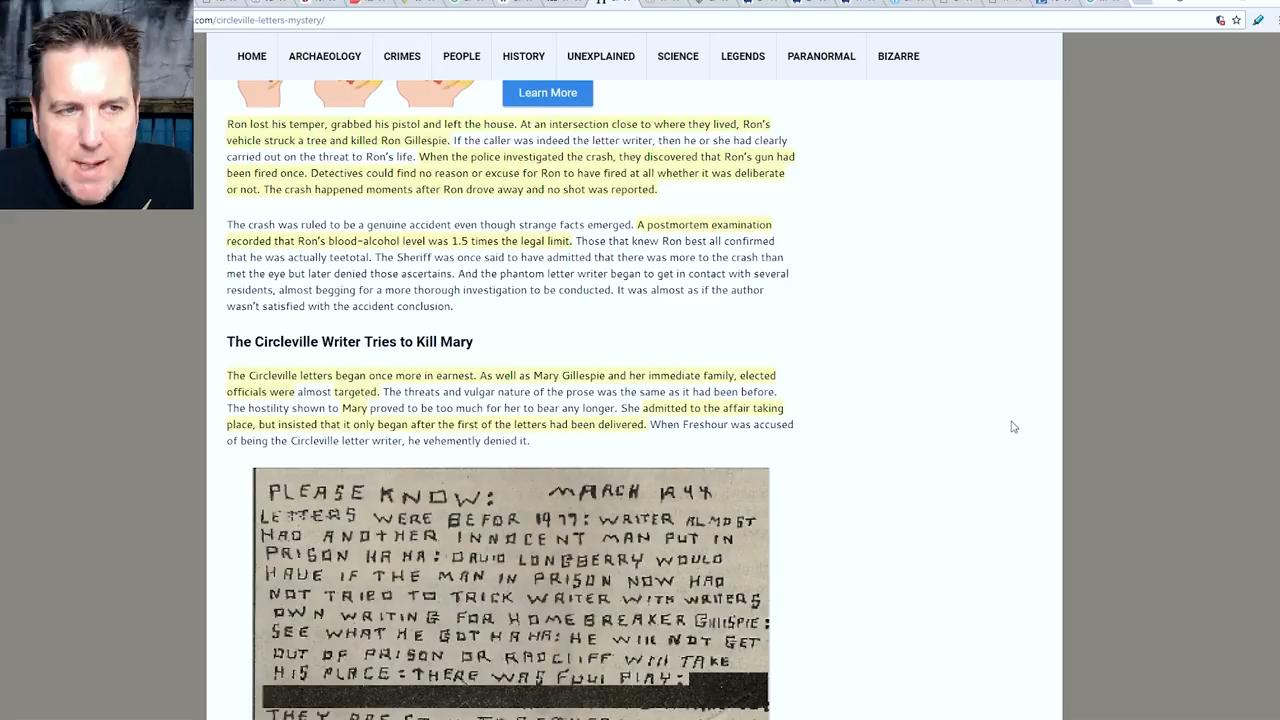 .com/circleville-letters-mystery/
HOME ARCHAEOLOGY CRIMES PEOPLE HISTORY UNEXPLAINED SCIENCE LEGENDS PARANORMAL BIZARRE
Learn More
Ron lost his temper, grabbed his pistol and left the house. At an intersection close to where they lived, Ron's
vehicle struck a tree and killed Ron Gillespie. If the caller was indeed the letter writer, then he or she had clearly
carried out on the threat to Ron's life. When the police investigated the crash, they discovered that Ron's gun had
been fired once. Detectives could find no reason or excuse for Ron to have fired at all whether it was deliberate
or not. The crash happened moments after Ron drove away and no shot was reported.
The crash was ruled to be a genuine accident even though strange facts emerged. A postmortem examination
recorded that Ron's blood-alcohol level was 1.5 times the legal limit. Those that knew Ron best all confirmed
that he was actually teetotal. The Sheriff was once said to have admitted that there was more to the crash than
met the eye but later denied those ascertains. And the phantom letter writer began to get in contact with several
residents, almost begging for a more thorough investigation to be conducted. It was almost as if the author
wasn't satisfied with the accident conclusion.
The Circleville Writer Tries to Kill Mary
The Circleville letters began once more in earnest. As well as Mary Gillespie and her immediate family, elected
officials were almost targeted. The threats and vulgar nature of the prose was the same as it had been before.
The hostility shown to Mary proved to be too much for her to bear any longer. She admitted to the affair taking
place, but insisted that it only began after the first of the letters had been delivered. When Freshour was accused
of being the Circleville letter writer, he vehemently denied it.
PLEASE KNOW: MARCH
LETTERS WERE BEFOR 1977: WRITER ALMOST
HAD ANOTHER INNOCENT MAN PUT IN
PRISON HA HA: DAVID LONGBERRY WOULD
HAVE IF THE MAN IN PRISON NOW HAD
NOT TRIED TO TRICK WRITER WITH WRITERS
OWN WRITING FOR HOMEBREAKER GILLISPIE:
SEE WHAT HE GOT HA HA: HE WILL NOT GET
OUT OF PRISON OR RADCLIFF WILL TAKE
HIS PLACE: THERE WAS FOUL PLAY: